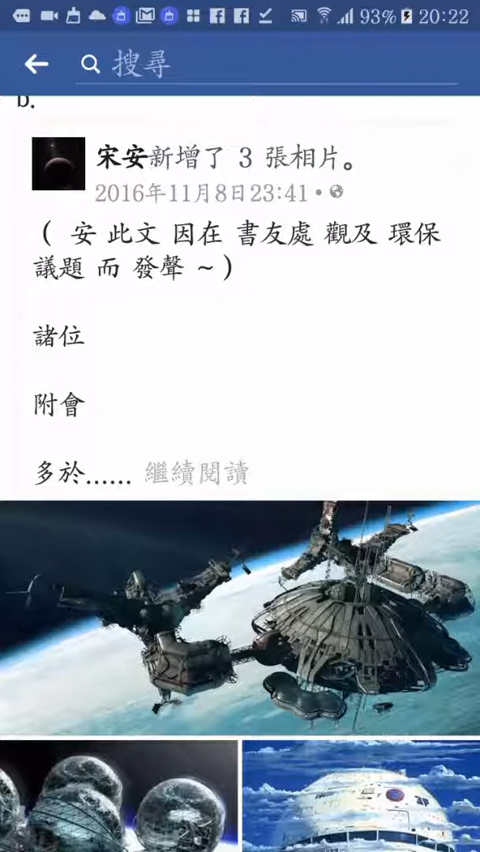 93% 20:22
搜尋
b.
宋安新增了 3 張相片。
2016年11月8日23:41
( 安 此文 因在 書友處 觀及 環保
議題 而 發聲 ~ )
諸位
附會
多於...... 繼續閱讀